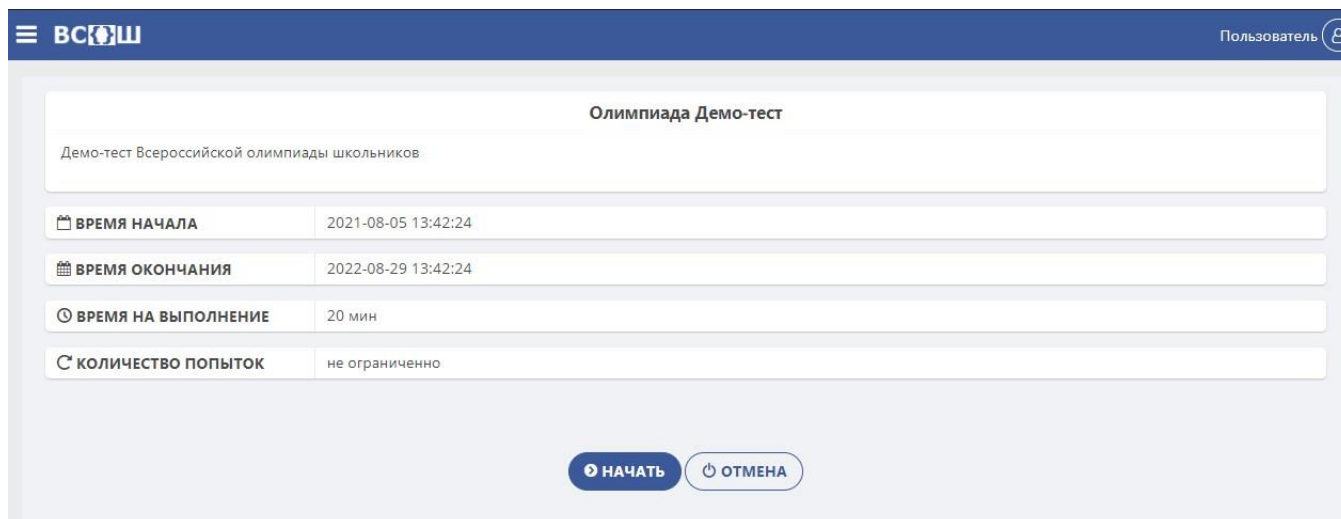 ВСОШ
Пользователь
Олимпиада Демо-тест
Демо-тест Всероссийской олимпиады школьников
ВРЕМЯ НАЧАЛА 2021-08-05 13:42:24
ВРЕМЯ ОКОНЧАНИЯ 2022-08-29 13:42:24
ВРЕМЯ НА ВЫПОЛНЕНИЕ 20 мин
КОЛИЧЕСТВО ПОПЫТОК не ограниченно
НАЧАТЬ ОТМЕНА